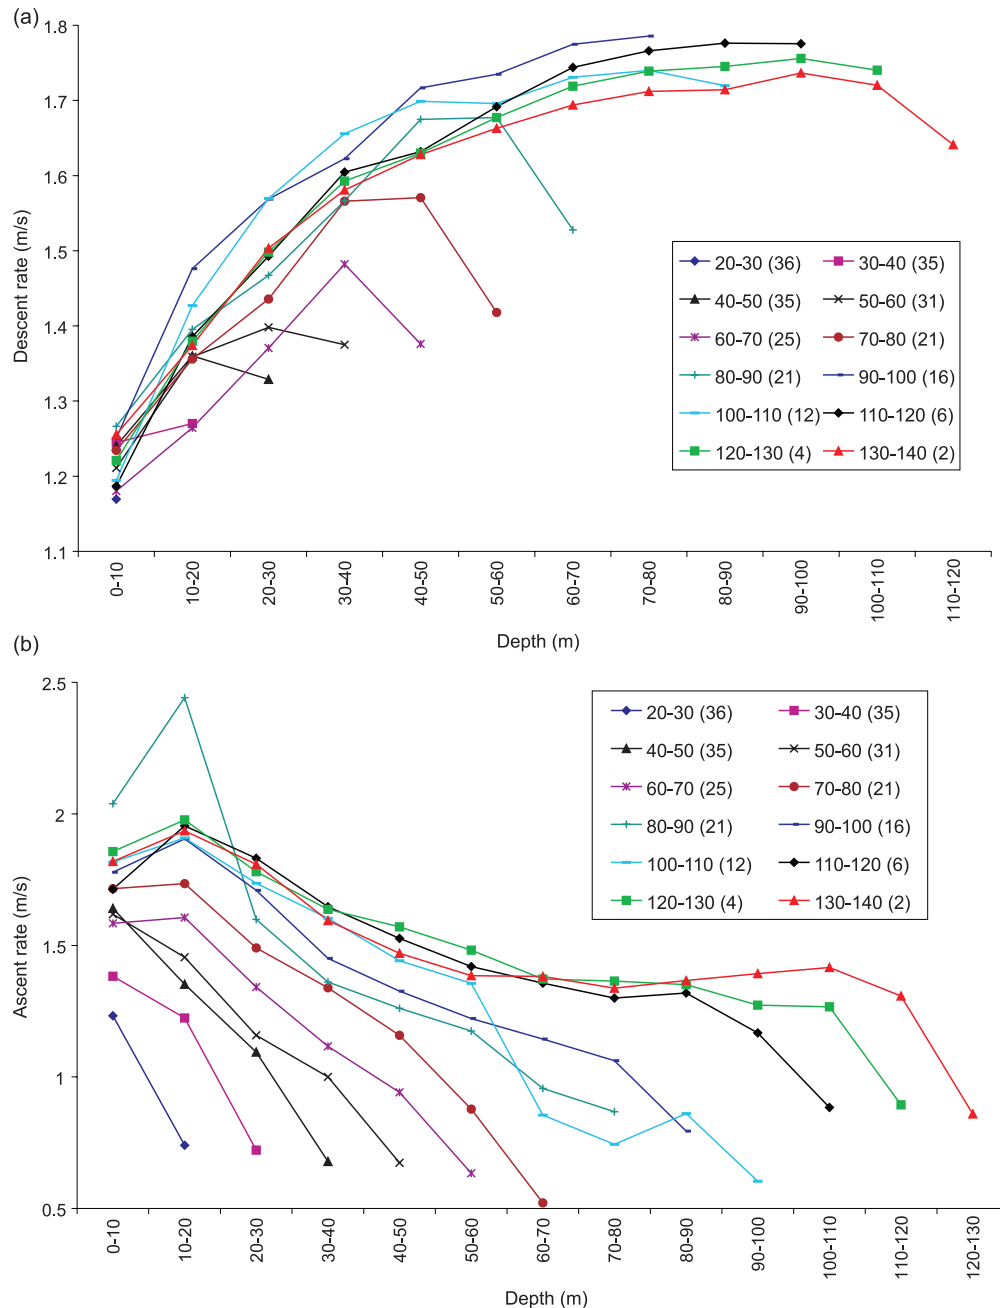 (a)
1.8
1.7
1.6
1.5
1.4
1.3
1.2
1.1
Descent rate (m/s)
20-30 (36) 30-40 (35)
40-50 (35) 50-60 (31)
60-70 (25) 70-80 (21)
80-90 (21) 90-100 (16)
100-110 (12) 110-120 (6)
120-130 (4) 130-140 (2)
0-10 10-20 20-30 30-40 40-50 50-60 60-70 70-80 80-90 90-100 100-110 110-120
Depth (m)
(b)
2.5
2
1.5
1
0.5
Ascent rate (m/s)
20-30 (36) 30-40 (35)
40-50 (35) 50-60 (31)
60-70 (25) 70-80 (21)
80-90 (21) 90-100 (16)
100-110 (12) 110-120 (6)
120-130 (4) 130-140 (2)
0-10 10-20 20-30 30-40 40-50 50-60 60-70 70-80 80-90 90-100 100-110 110-120 120-130
Depth (m)